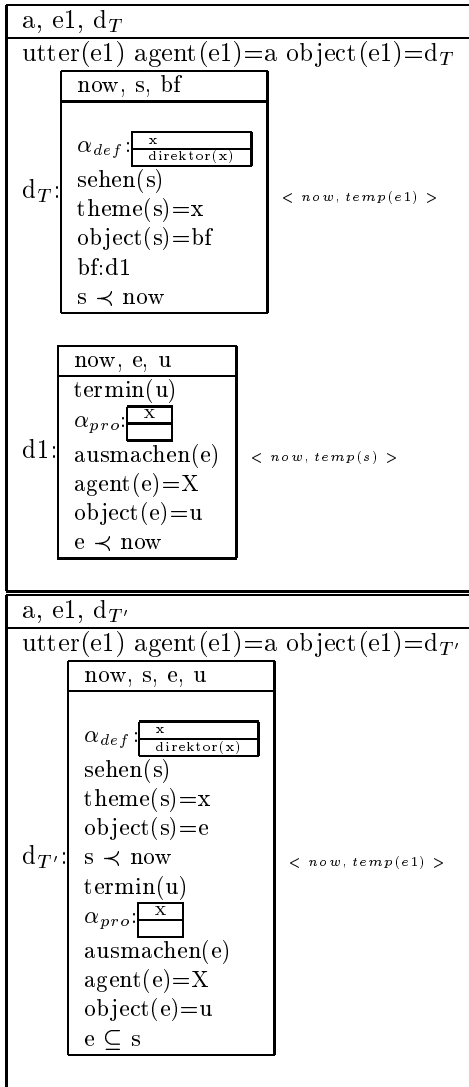 a, e1, d_T
utter(e1) agent(e1)=a object(e1)=d_T
now, s, bf
α_def: x
direktor(x)
sehen(s)
d_T: theme(s)=x < now, temp(e1) >
object(s)=bf
bf:d1
s ≺ now
now, e, u
termin(u)
α_pro: x
d1: ausmachen(e) < now, temp(s) >
agent(e)=X
object(e)=u
e ≺ now
a, e1, d_T'
utter(e1) agent(e1)=a object(e1)=d_T'
now, s, e, u
α_def: x
direktor(x)
sehen(s)
theme(s)=x
object(s)=e
d_T': s ≺ now < now, temp(e1) >
termin(u)
α_pro: x
ausmachen(e)
agent(e)=X
object(e)=u
e ⊆ s